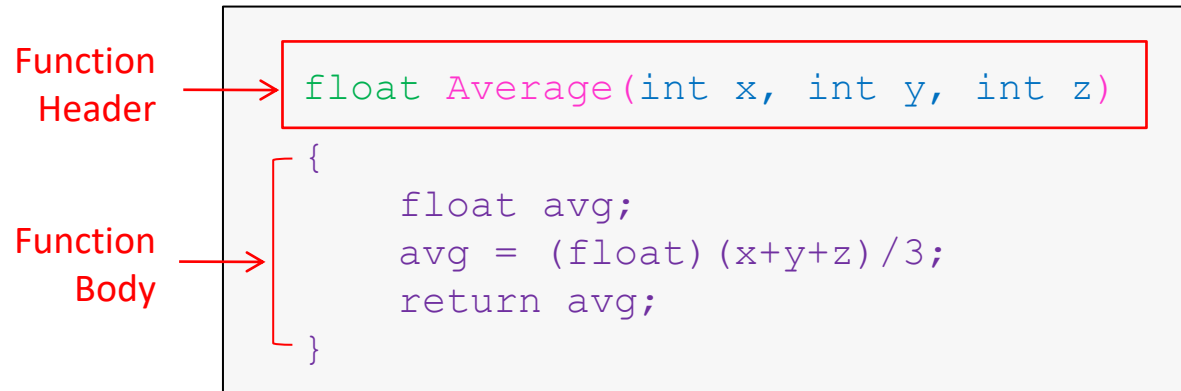 Function
Header
float Average(int x, int y, int z)
{
float avg;
avg = (float)(x+y+z)/3;
return avg;
}
Function
Body